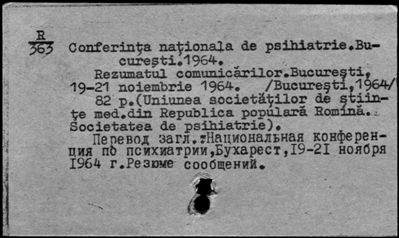 R
363
Conferinţa naţionala de psihiatrie.Bu-
cureşti.1964.
Rezumatul comunicărilor.Bucureşti,
19-21 noiembrie 1964. /Bucureşti,1964/
82 p.(Uniunea societăţilor de ştiin-
ţe med.din Republica populară Romînă.
Societatea de psihiatrie).
Перевод загл.:Национальная конферен-
ция по психиатрии,Бухарест,19-21 ноября
1964 г.Резюме сообщений.